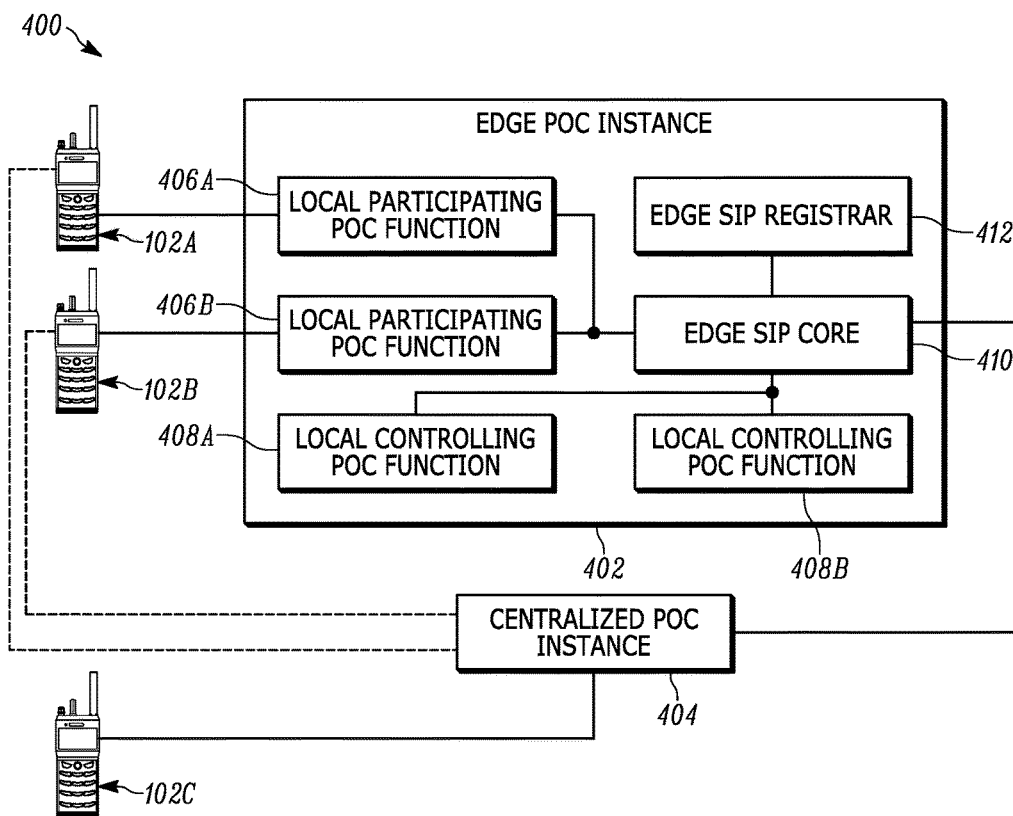 400
EDGE POC INSTANCE
406A
LOCAL PARTICIPATING
POC FUNCTION
EDGE SIP REGISTRAR
412
102A
406B
LOCAL PARTICIPATING
POC FUNCTION
EDGE SIP CORE
410
102B
408A
LOCAL CONTROLLING
POC FUNCTION
LOCAL CONTROLLING
POC FUNCTION
402
408B
CENTRALIZED POC
INSTANCE
404
102C